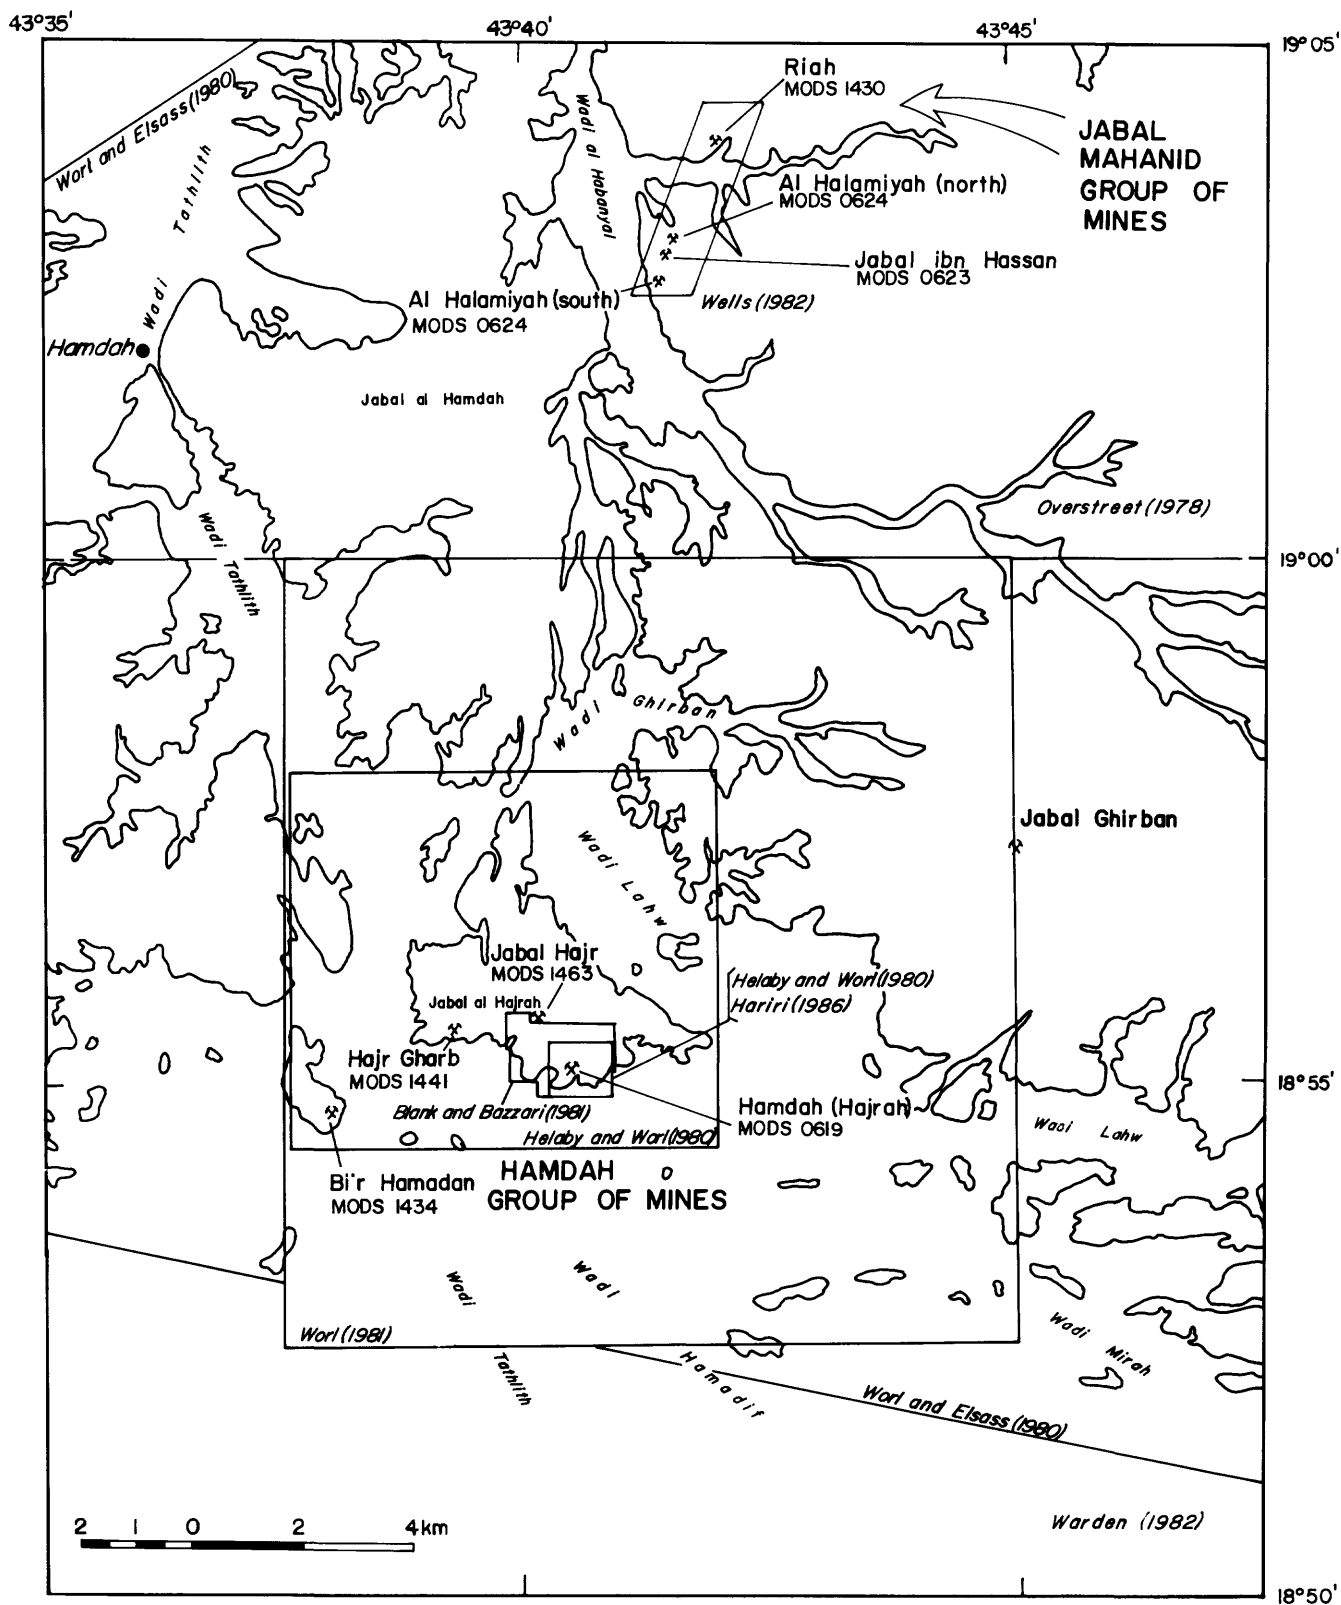 43°35'
43°40'
43°45'
19°05'
Riah
MODS 1430
Worl and Elsass (1980)
Wadi al Habanyal
JABAL
MAHANID
GROUP OF
MINES
Wadi Tathlith
Al Halamiyah (north)
MODS 0624
Jabal ibn Hassan
MODS 0623
Al Halamiyah (south)
MODS 0624
Wells (1982)
Hamdah
Jabal al Hamdah
Overstreet (1978)
Wadi Tathlith
19°00'
Wadi Ghirban
Jabal Ghirban
Wadi Lahw
Jabal Hajr
MODS 1463
Helaby and Worl (1980)
Hariri (1986)
Jabal al Hajrah
Hajr Gharb
MODS 1441
18°55'
Blank and Bazzari (1981)
Hamdah (Hajrah)
MODS 0619
Helaby and Worl (1980)
Wadi Lahw
Bi'r Hamadan
MODS 1434
HAMDAH
GROUP OF MINES
Wadi Tathlith
Wadi Hamadif
Worl (1981)
Wadi Mirah
Worl and Elsass (1980)
2 1 0 2 4 km
Warden (1982)
18°50'